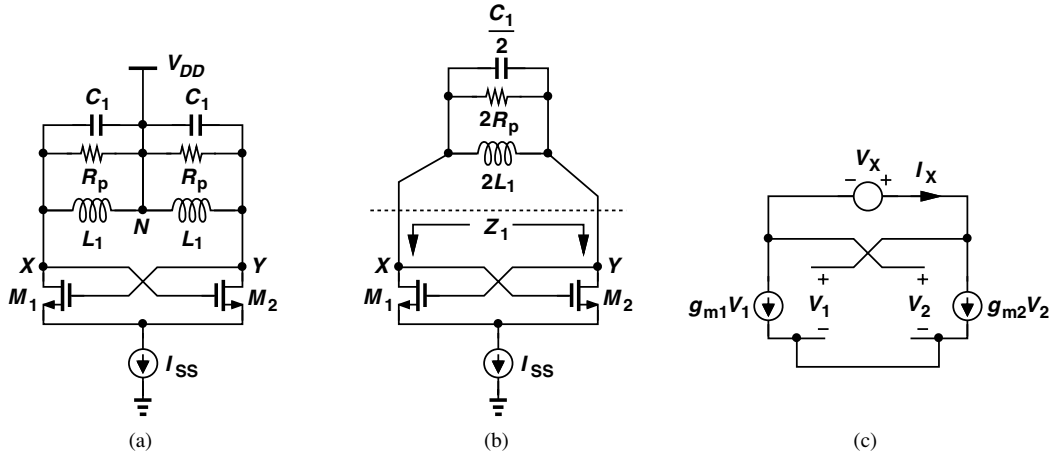 V_DD
C_1 C_1
R_p R_p
N
L_1 L_1
X Y
M_1 M_2
I_SS
(a)
C_1
2
2R_p
2L_1
Z_1
X Y
M_1 M_2
I_SS
(b)
V_X
− +
I_X
+ +
g_m1V_1 V_1 V_2 g_m2V_2
− −
(c)